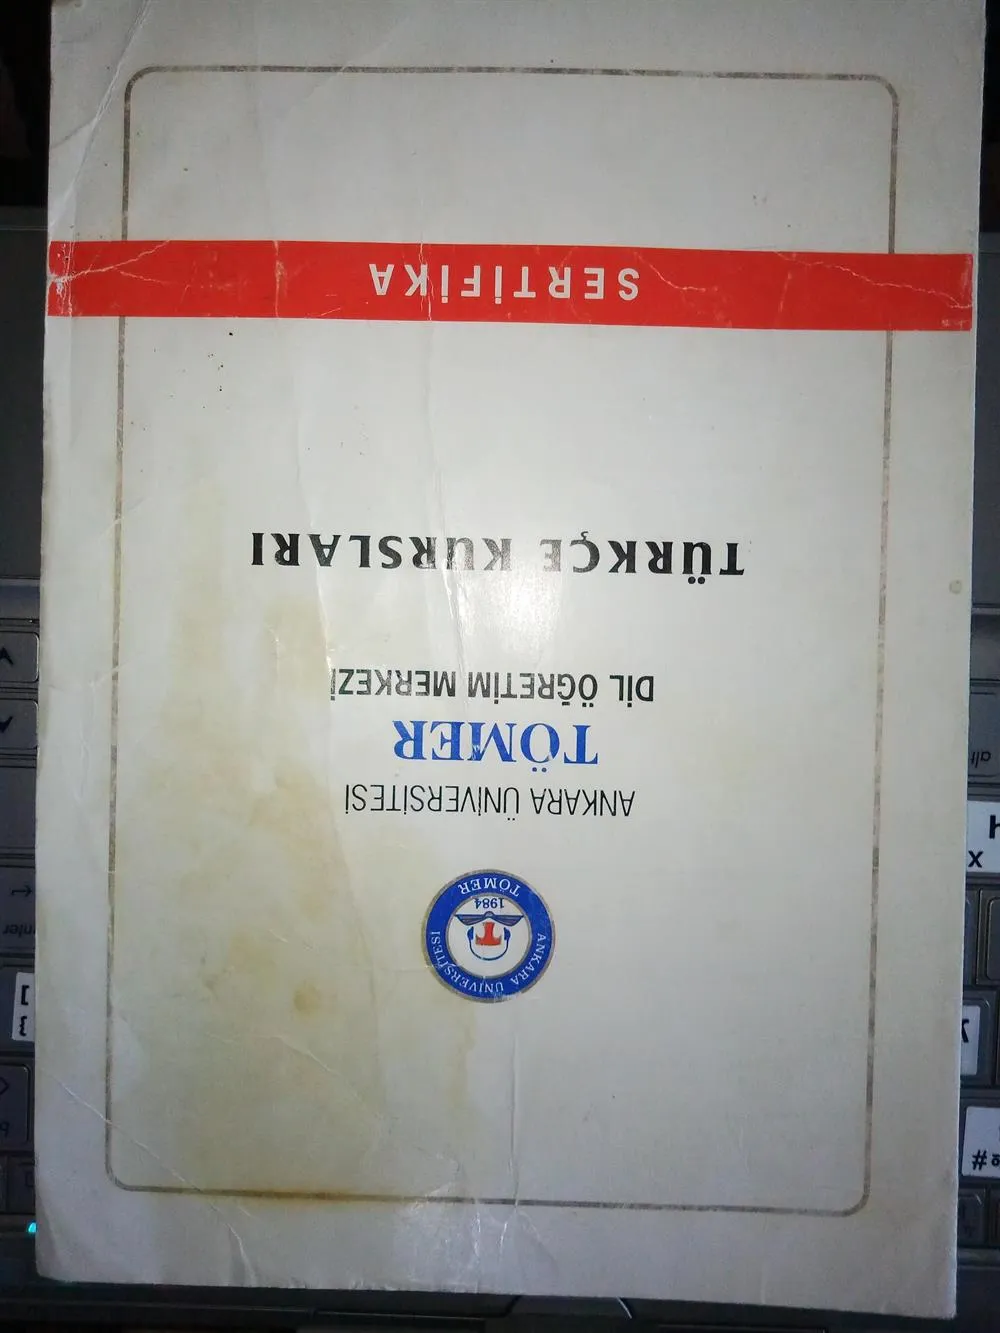 ANKARA ÜNİVERSİTESİ
TÖMER
1984
ANKARA ÜNİVERSİTESİ
TÖMER
DİL ÖĞRETİM MERKEZİ
TÜRKÇE KURSLARI
SERTİFİKA